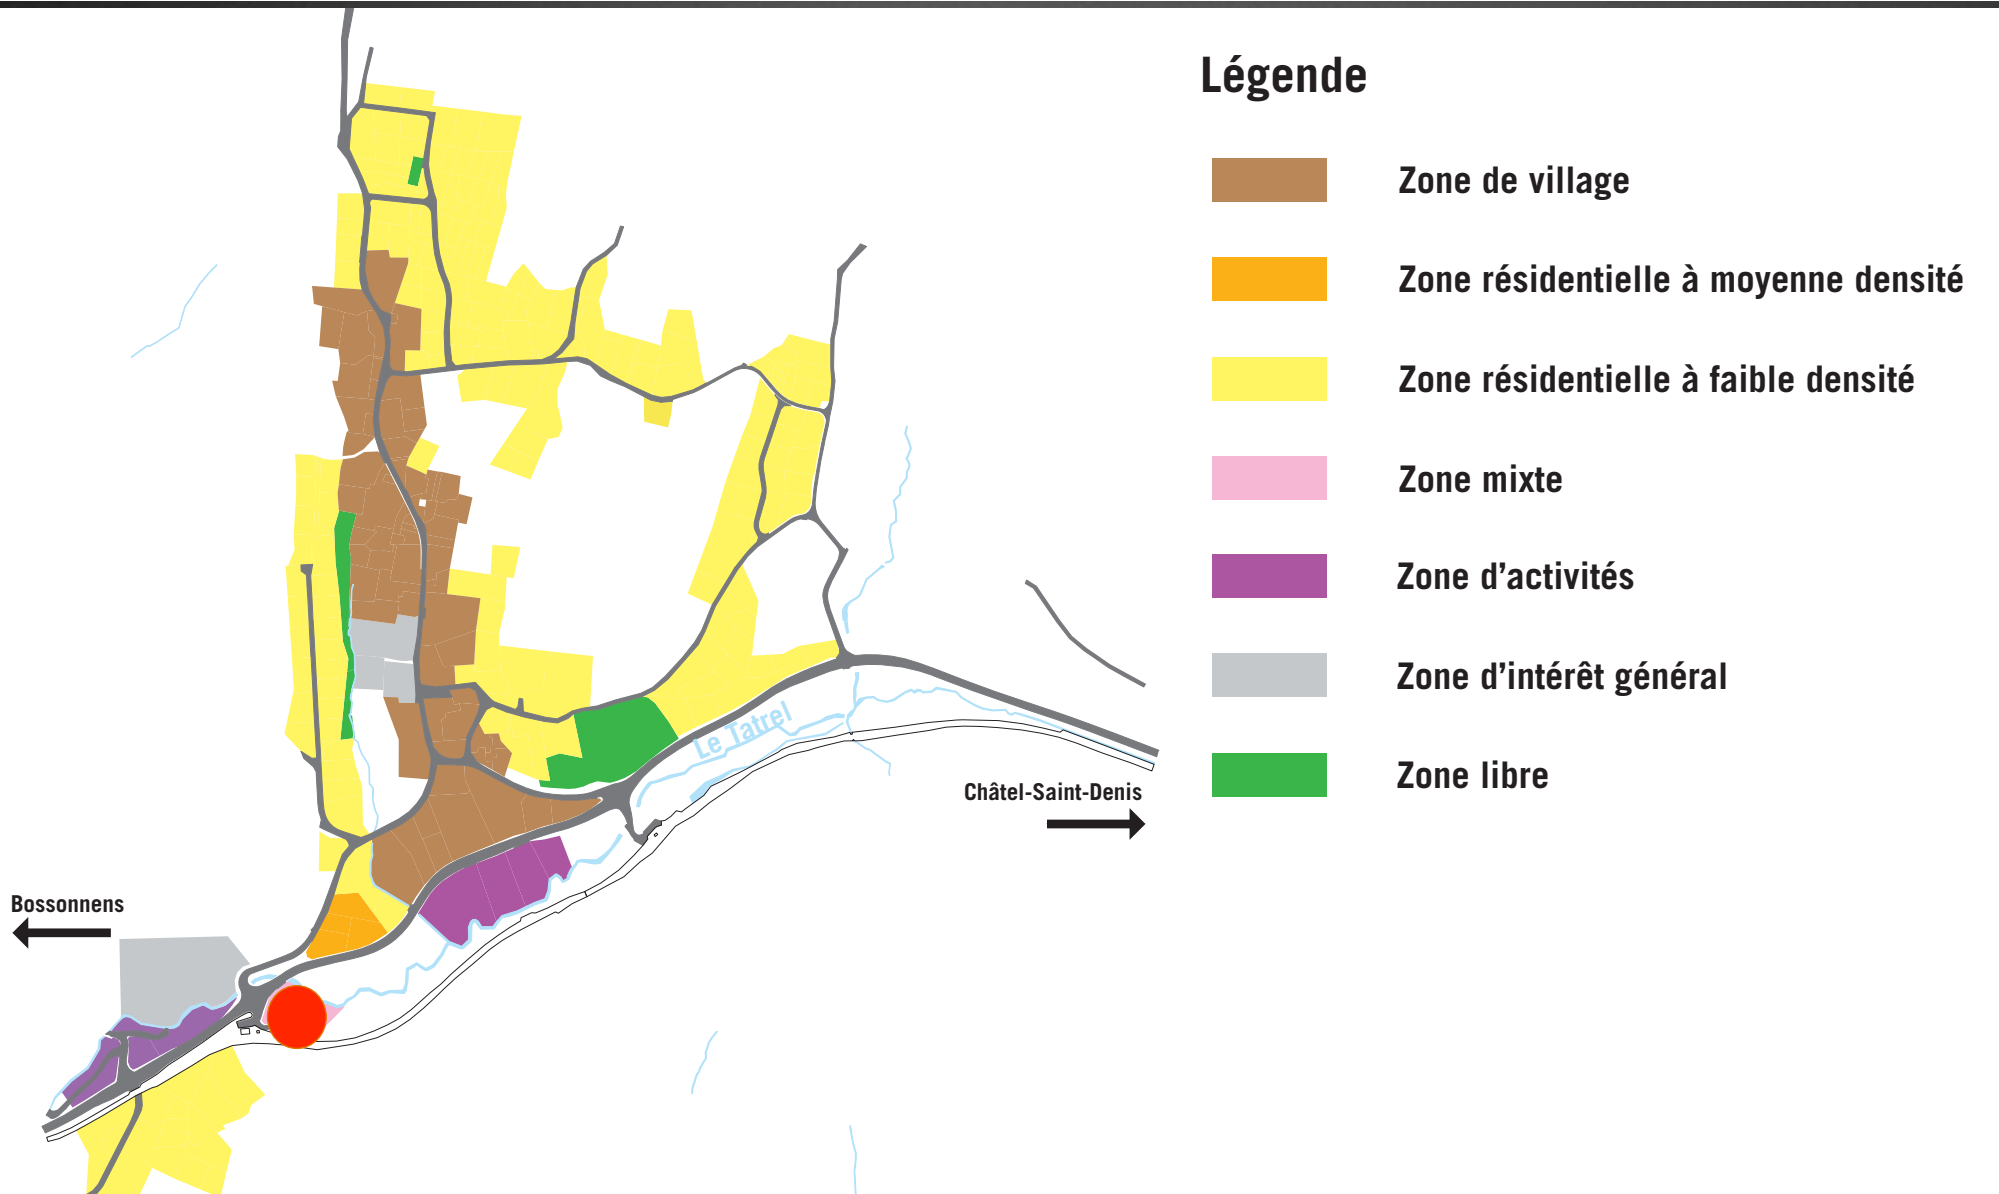 Légende
Zone de village
Zone résidentielle à moyenne densité
Zone résidentielle à faible densité
Zone mixte
Zone d’activités
Zone d’intérêt général
Zone libre
Le Tatrel
Châtel-Saint-Denis
Bossonnens